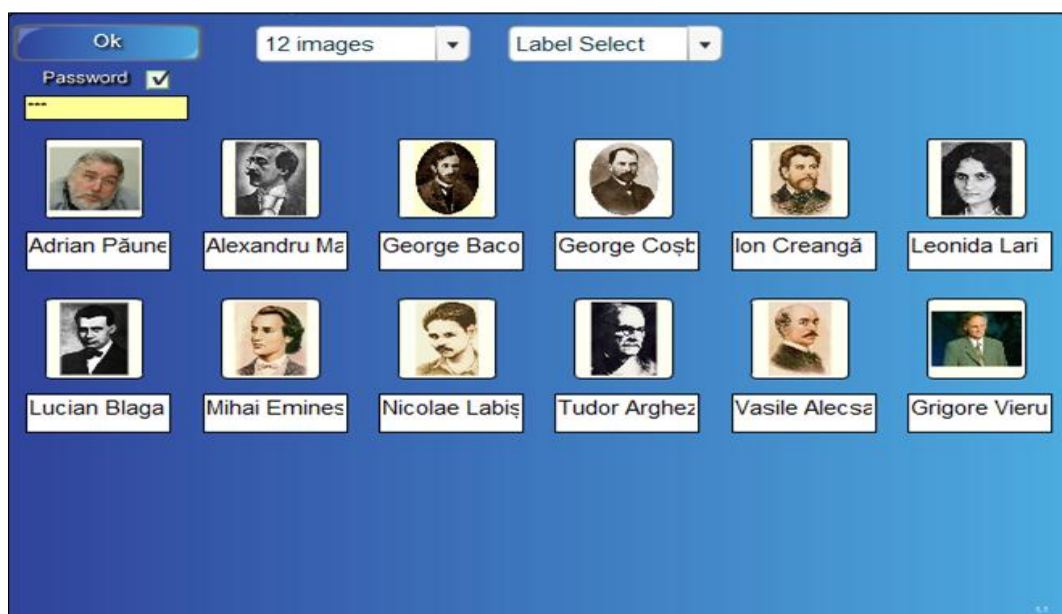 Ok
12 images
Label Select
Password
***
Adrian Păune
Alexandru Ma
George Baco
George Coșb
Ion Creangă
Leonida Lari
Lucian Blaga
Mihai Emines
Nicolae Labiș
Tudor Arghez
Vasile Alecsa
Grigore Vieru